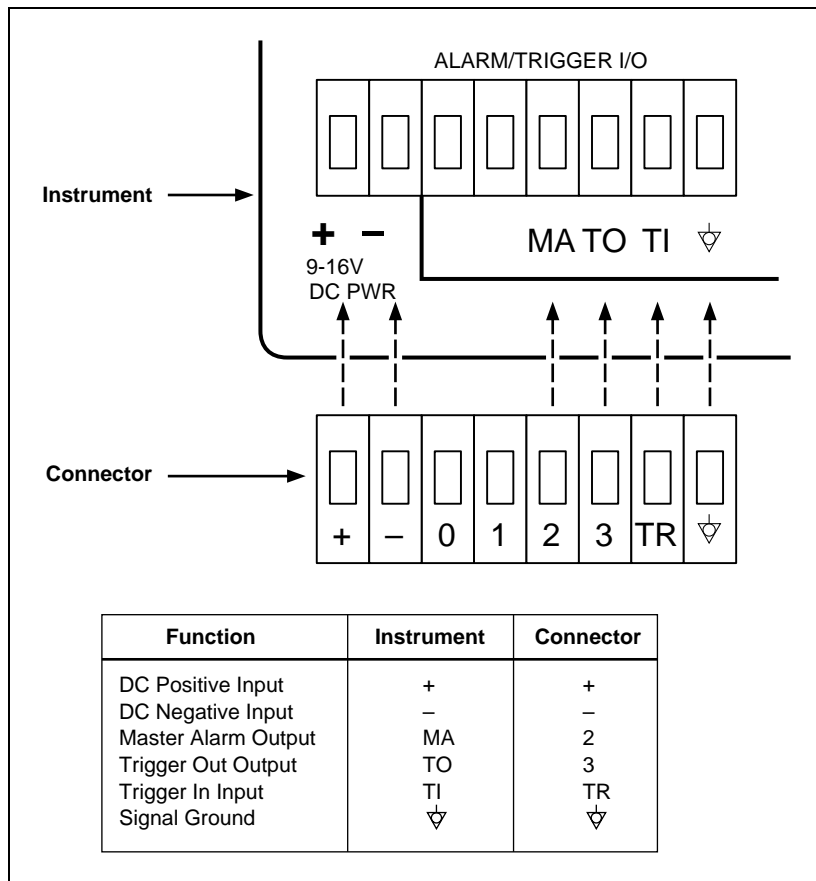 ALARM/TRIGGER I/O
Instrument
+ –
MA TO TI
9-16V
DC PWR
Connector
+ – 0 1 2 3 TR
Function Instrument Connector
DC Positive Input + +
DC Negative Input – –
Master Alarm Output MA 2
Trigger Out Output TO 3
Trigger In Input TI TR
Signal Ground